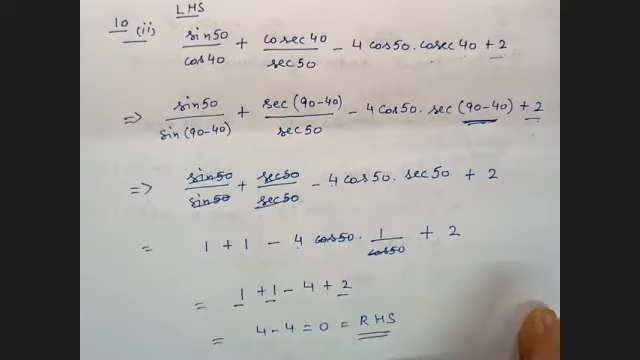 10 (ii) LHS
sin50/cos40 + cosec40/sec50 - 4 cos50.cosec40 + 2
=> sin50/sin(90-40) + sec(90-40)/sec50 - 4cos50. sec(90-40) + 2
=> sin50/sin50 + sec50/sec50 - 4cos50. sec50 + 2
= 1 + 1 - 4 cos50. 1/cos50 + 2
= 1 + 1 - 4 + 2
= 4 - 4 = 0 = RHS